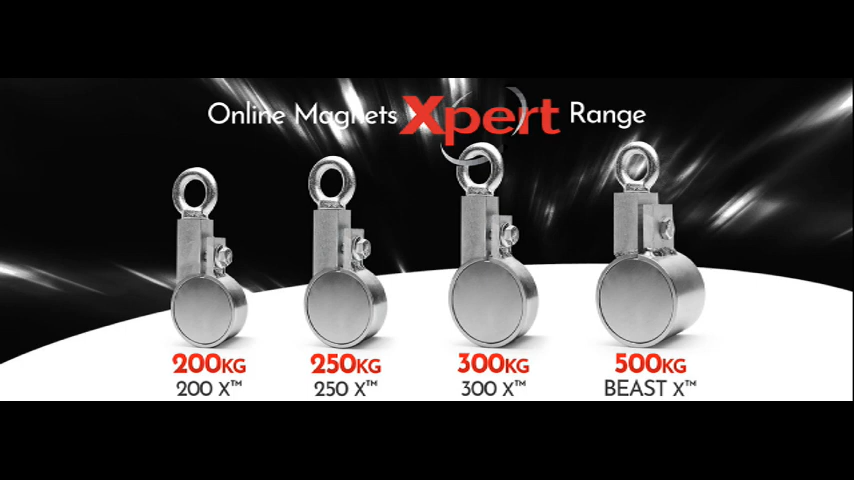 Online Magnets Xpert Range
200KG 250KG 300KG 500KG
200 X™ 250 X™ 300 X™ BEAST X™